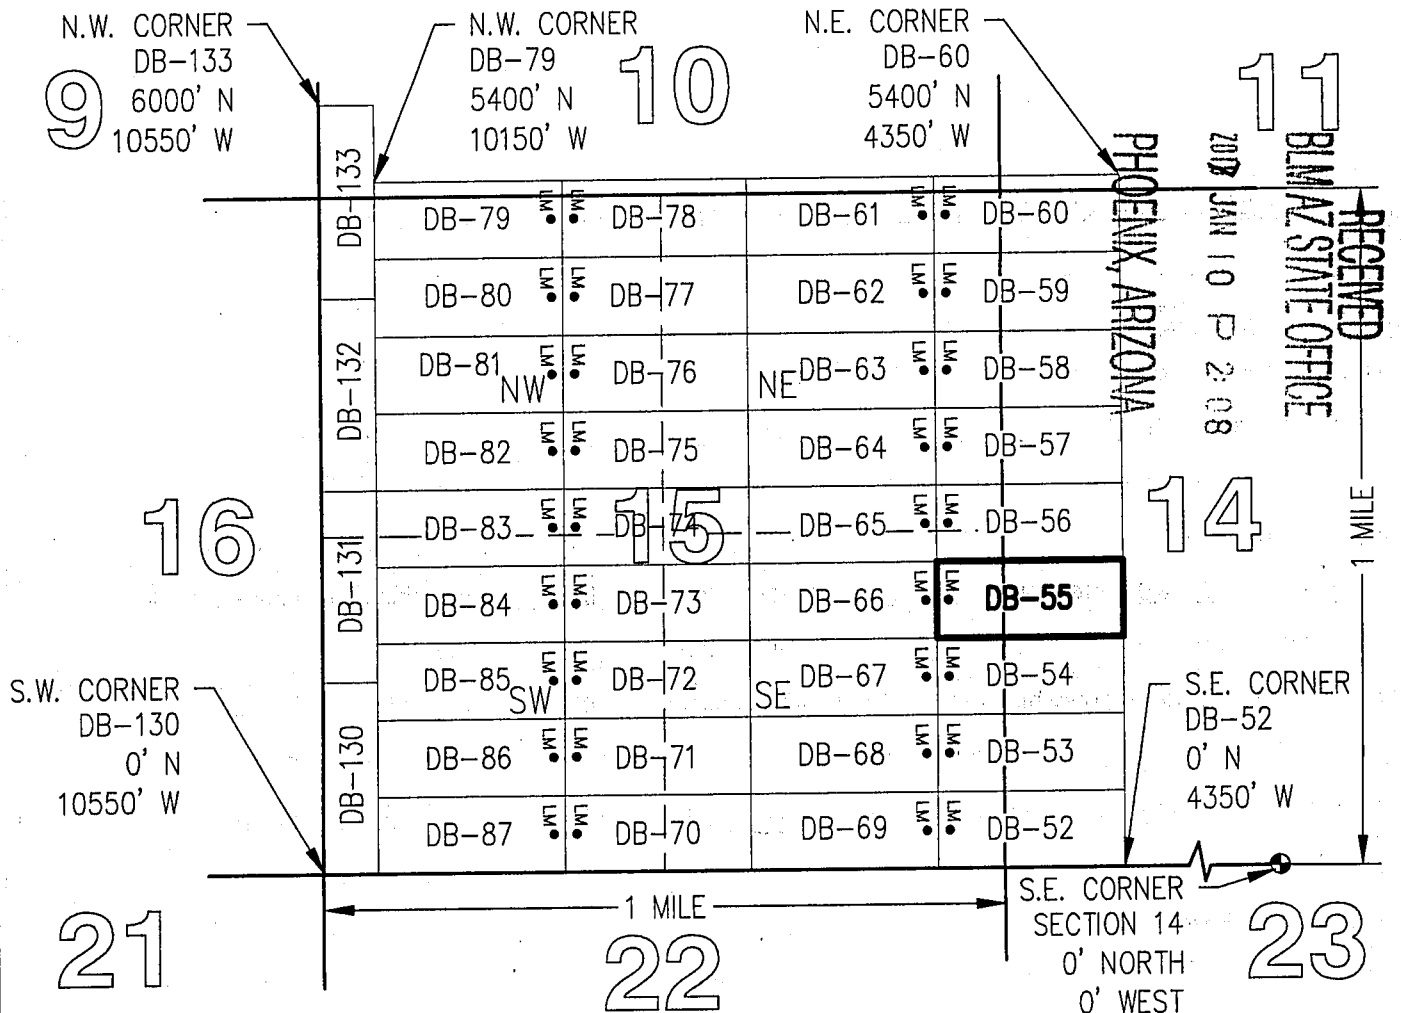 N.W. CORNER
DB-133
6000' N
10550' W
N.W. CORNER
DB-79
5400' N
10150' W
N.E. CORNER
DB-60
5400' N
4350' W
9
10
11
RECEIVED
BLM AZ STATE OFFICE
JAN 10 P 2:08
PHOENIX, ARIZONA
DB-133
DB-132
DB-131
DB-130
DB-79 LM LM DB-78 DB-61 LM LM DB-60
DB-80 LM LM DB-77 DB-62 LM LM DB-59
DB-81 LM LM DB-76 DB-63 LM LM DB-58
NW NE
DB-82 LM LM DB-75 DB-64 LM LM DB-57
16 15 14
DB-83 LM LM DB-74 DB-65 LM LM DB-56
DB-84 LM LM DB-73 DB-66 LM LM DB-55
DB-85 LM LM DB-72 DB-67 LM LM DB-54
SW SE
DB-86 LM LM DB-71 DB-68 LM LM DB-53
DB-87 LM LM DB-70 DB-69 LM LM DB-52
1 MILE
S.W. CORNER
DB-130
0' N
10550' W
S.E. CORNER
DB-52
0' N
4350' W
1 MILE
S.E. CORNER
SECTION 14
0' NORTH
0' WEST
21
22
23